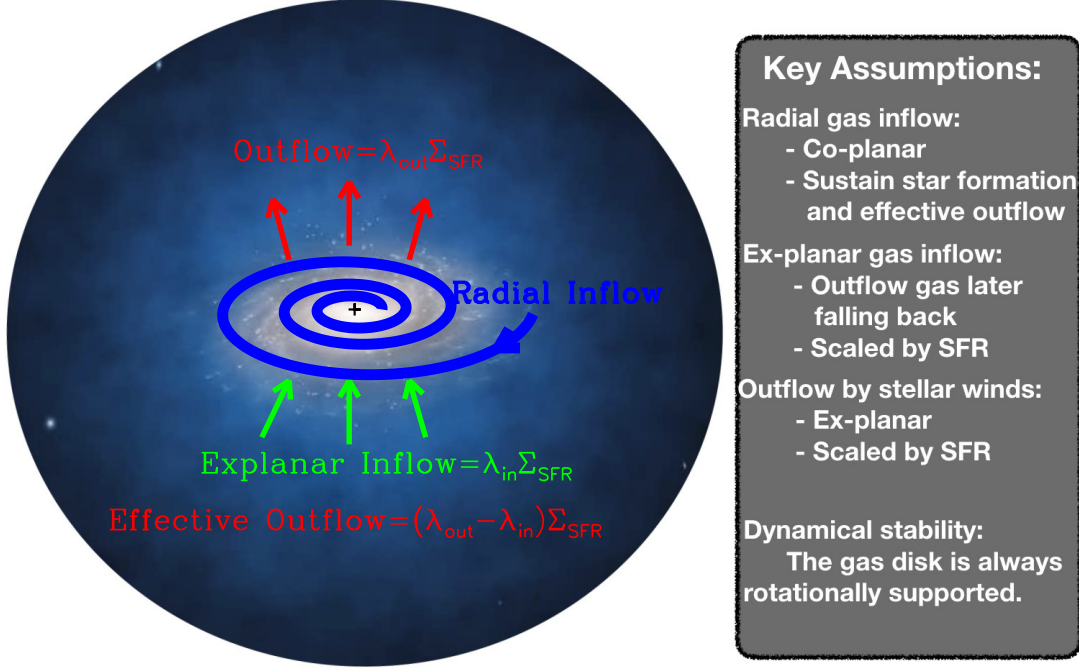 Outflow=λoutΣSFR
Radial Inflow
Explanar Inflow=λinΣSFR
Effective Outflow=(λout−λin)ΣSFR
Key Assumptions:
Radial gas inflow:
- Co-planar
- Sustain star formation
and effective outflow
Ex-planar gas inflow:
- Outflow gas later
falling back
- Scaled by SFR
Outflow by stellar winds:
- Ex-planar
- Scaled by SFR
Dynamical stability:
The gas disk is always
rotationally supported.